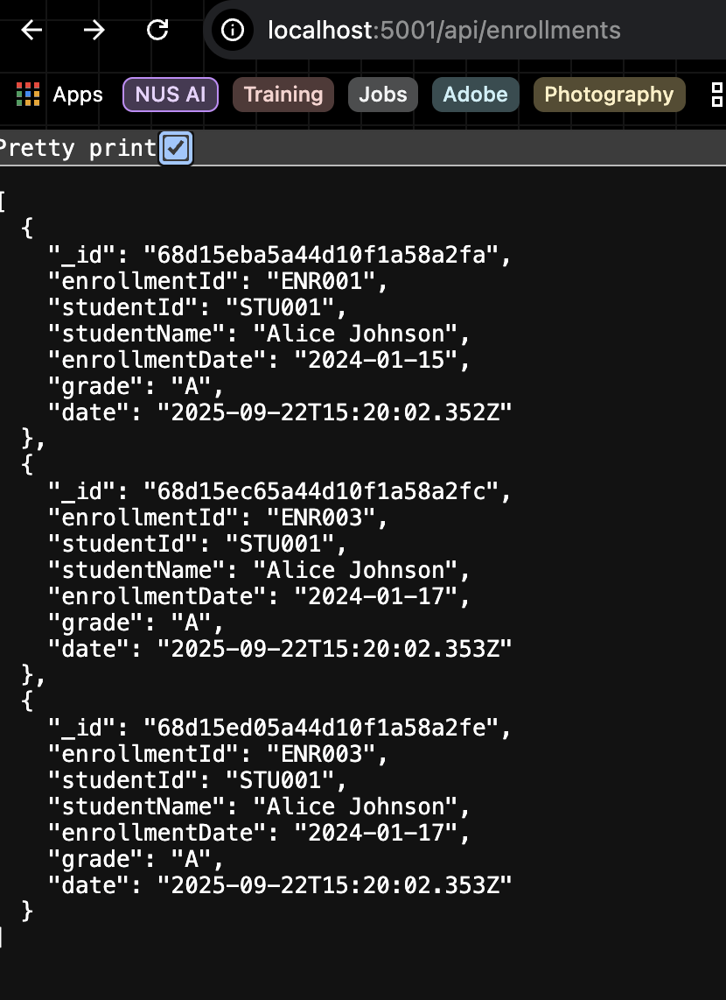 localhost:5001/api/enrollments
Apps NUS AI Training Jobs Adobe Photography
Pretty print
[
{
"_id": "68d15eba5a44d10f1a58a2fa",
"enrollmentId": "ENR001",
"studentId": "STU001",
"studentName": "Alice Johnson",
"enrollmentDate": "2024-01-15",
"grade": "A",
"date": "2025-09-22T15:20:02.352Z"
},
{
"_id": "68d15ec65a44d10f1a58a2fc",
"enrollmentId": "ENR003",
"studentId": "STU001",
"studentName": "Alice Johnson",
"enrollmentDate": "2024-01-17",
"grade": "A",
"date": "2025-09-22T15:20:02.353Z"
},
{
"_id": "68d15ed05a44d10f1a58a2fe",
"enrollmentId": "ENR003",
"studentId": "STU001",
"studentName": "Alice Johnson",
"enrollmentDate": "2024-01-17",
"grade": "A",
"date": "2025-09-22T15:20:02.353Z"
}
]